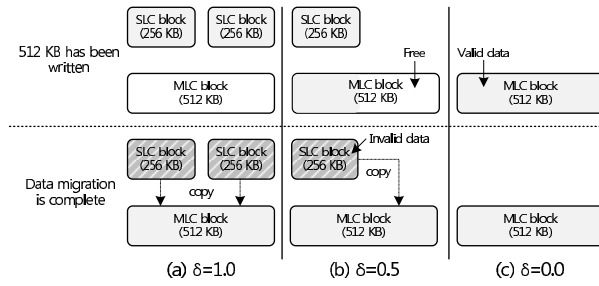 SLC block
(256 KB)
SLC block
(256 KB)
SLC block
(256 KB)
512 KB has been
written
Free
Valid data
MLC block
(512 KB)
MLC block
(512 KB)
MLC block
(512 KB)
SLC block
(256 KB)
SLC block
(256 KB)
SLC block
(256 KB)
Invalid data
copy
copy
Data migration
is complete
MLC block
(512 KB)
MLC block
(512 KB)
MLC block
(512 KB)
(a) δ=1.0
(b) δ=0.5
(c) δ=0.0